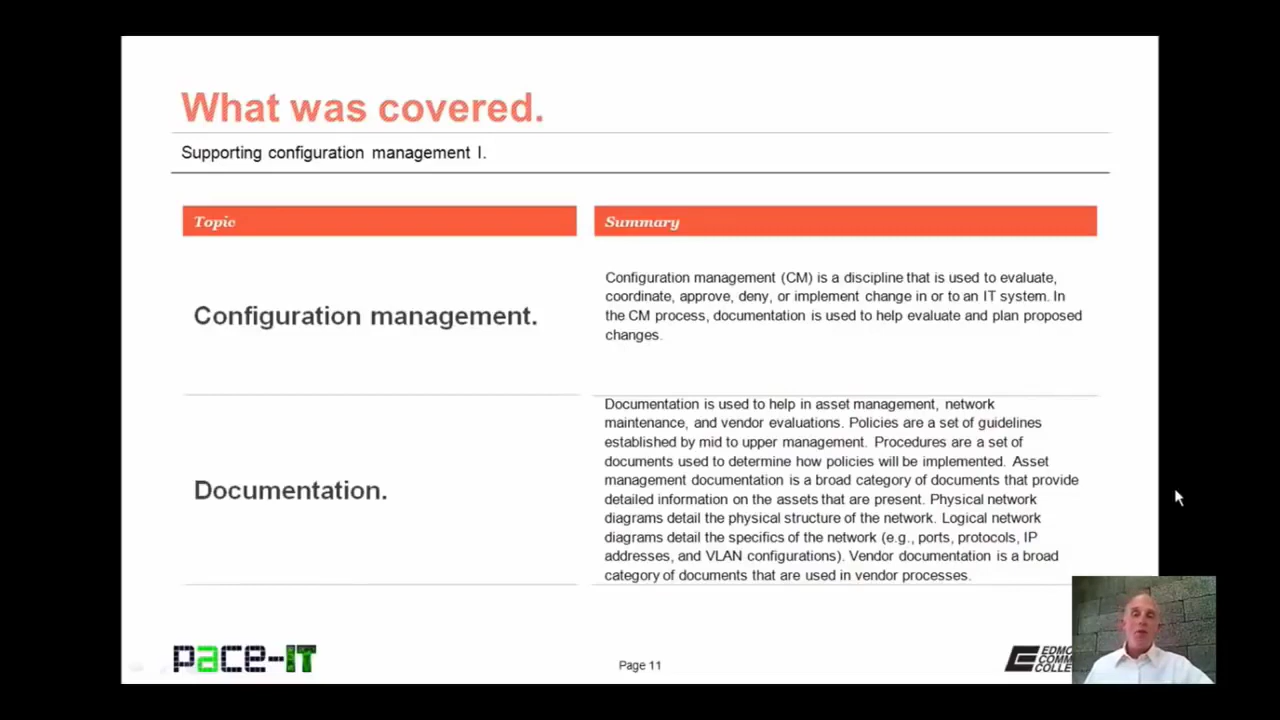 What was covered.
Supporting configuration management I.
Topic
Summary
Configuration management.
Configuration management (CM) is a discipline that is used to evaluate,
coordinate, approve, deny, or implement change in or to an IT system. In
the CM process, documentation is used to help evaluate and plan proposed
changes.
Documentation.
Documentation is used to help in asset management, network
maintenance, and vendor evaluations. Policies are a set of guidelines
established by mid to upper management. Procedures are a set of
documents used to determine how policies will be implemented. Asset
management documentation is a broad category of documents that provide
detailed information on the assets that are present. Physical network
diagrams detail the physical structure of the network. Logical network
diagrams detail the specifics of the network (e.g., ports, protocols, IP
addresses, and VLAN configurations). Vendor documentation is a broad
category of documents that are used in vendor processes.
pace-IT
Page 11